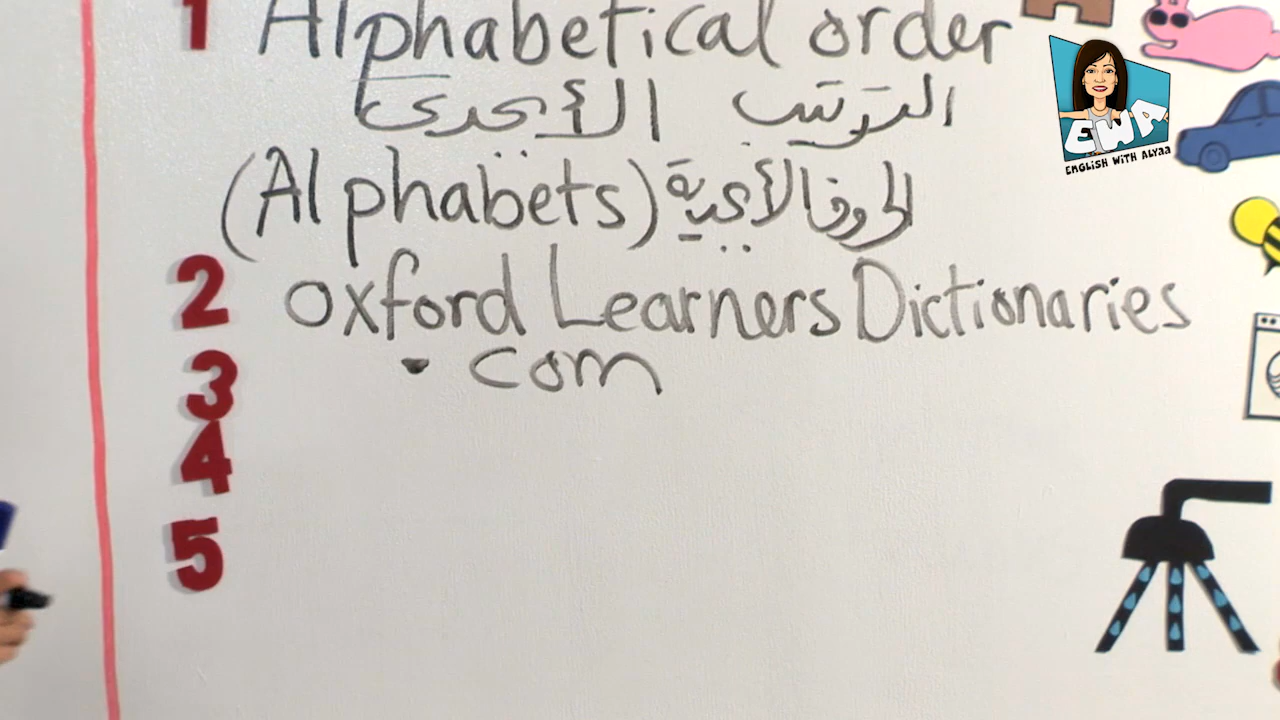 1 Alphabetical order
الترتيب الأبجدى
(Alphabets) الحروف الأبجدية
2 Oxford Learners Dictionaries
. com
3
4
5
EWA
ENGLISH WITH ALYAA